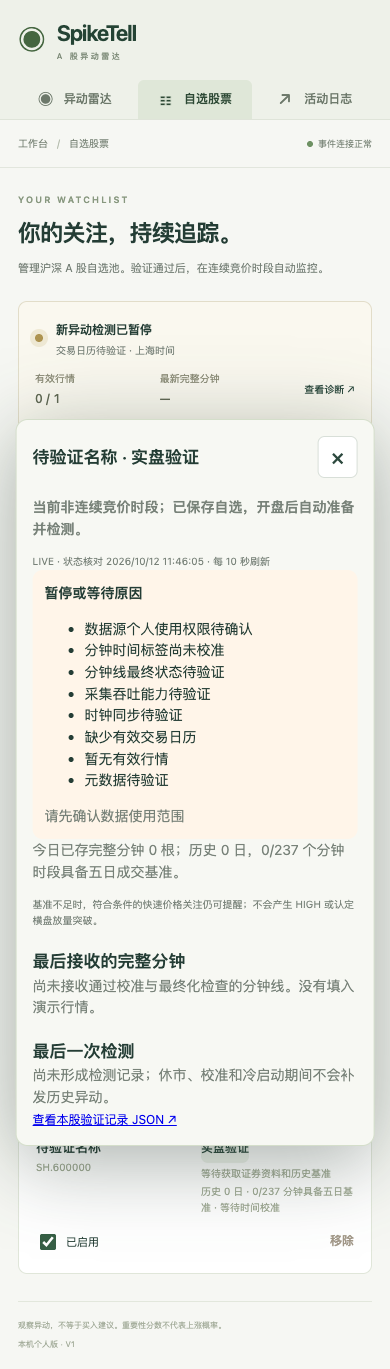 SpikeTell
A 股异动雷达
异动雷达
自选股票
活动日志
工作台 / 自选股票
事件连接正常
YOUR WATCHLIST
你的关注，持续追踪。
管理沪深 A 股自选池。验证通过后，在连续竞价时段自动监控。
新异动检测已暂停
交易日历待验证 · 上海时间
有效行情
最新完整分钟
查看诊断 ↗
0 / 1
—
待验证名称 · 实盘验证
×
当前非连续竞价时段；已保存自选，开盘后自动准备
并检测。
LIVE · 状态核对 2026/10/12 11:46:05 · 每 10 秒刷新
暂停或等待原因
• 数据源个人使用权限待确认
• 分钟时间标签尚未校准
• 分钟线最终状态待验证
• 采集吞吐能力待验证
• 时钟同步待验证
• 缺少有效交易日历
• 暂无有效行情
• 元数据待验证
请先确认数据使用范围
今日已存完整分钟 0 根；历史 0 日，0/237 个分钟
时段具备五日成交基准。
基准不足时，符合条件的快速价格关注仍可提醒；不会产生 HIGH 或认定
横盘放量突破。
最后接收的完整分钟
尚未接收通过校准与最终化检查的分钟线。没有填入
演示行情。
最后一次检测
尚未形成检测记录；休市、校准和冷启动期间不会补
发历史异动。
查看本股验证记录 JSON ↗
待验证名称
实盘验证
SH.600000
等待获取证券资料和历史基准
历史 0 日 · 0/237 分钟具备五日基
准 · 等待时间校准
已启用
移除
观察异动，不等于买入建议。重要性分数不代表上涨概率。
本机个人版 · V1